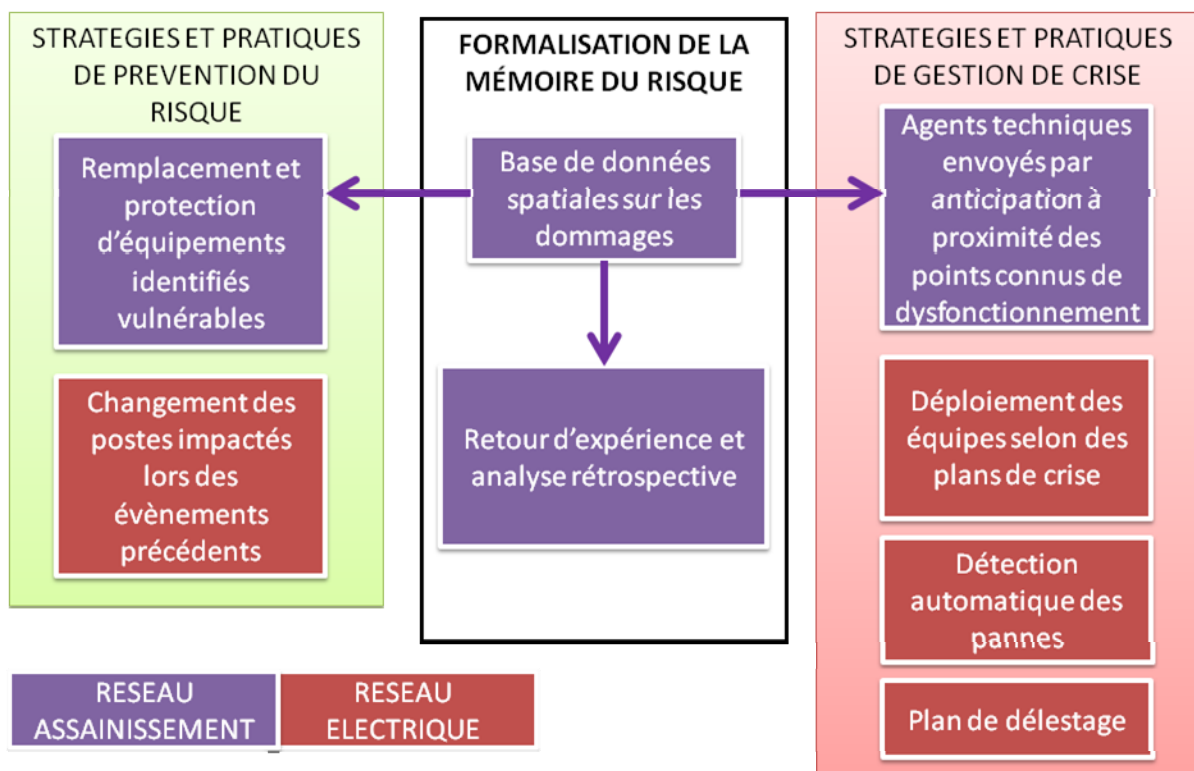 STRATEGIES ET PRATIQUES
DE PREVENTION DU
RISQUE
Remplacement et
protection
d’équipements
identifiés
vulnérables
Changement des
postes impactés
lors des
évènements
précédents
FORMALISATION DE LA
MÉMOIRE DU RISQUE
Base de données
spatiales sur les
dommages
Retour d’expérience et
analyse rétrospective
STRATEGIES ET PRATIQUES
DE GESTION DE CRISE
Agents techniques
envoyés par
anticipation à
proximité des
points connus de
dysfonctionnement
Déploiement des
équipes selon des
plans de crise
Détection
automatique des
pannes
Plan de délestage
RESEAU
ASSAINISSEMENT
RESEAU
ELECTRIQUE